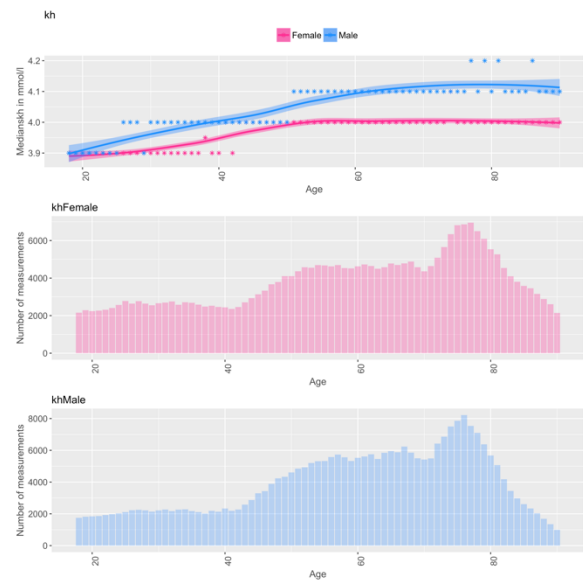 kh
Female Male
4.2
4.1
4.0
3.9
Medianskh in mmol/l
20 40 60 80
Age
khFemale
6000
4000
2000
0
Number of measurements
20 40 60 80
Age
khMale
8000
6000
4000
2000
0
Number of measurements
20 40 60 80
Age